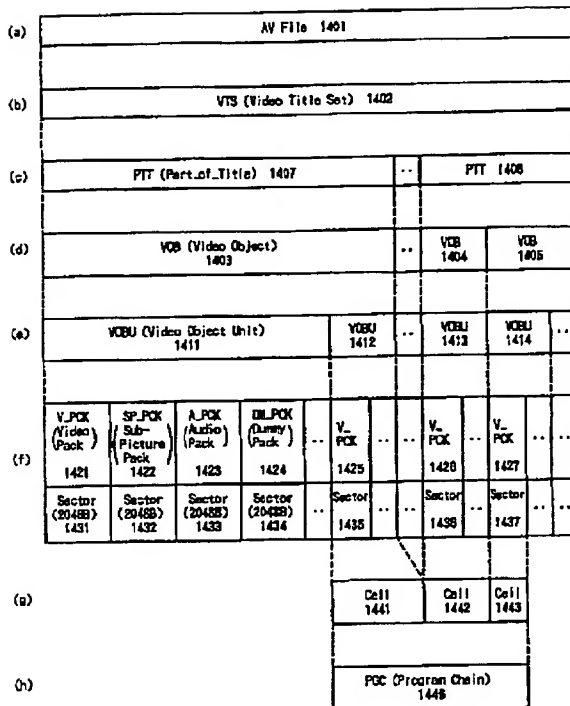 (a)
AV File 1401
(b)
VTS (Video Title Set) 1402
(c)
PTT (Part_of_Title) 1407
..
PTT 1408
(d)
VOB (Video Object)
1403
..
VOB
1404
VOB
1405
(e)
VOBU (Video Object Unit)
1411
VOBU
1412
..
VOBU
1413
VOBU
1414
..
(f)
V_PCK
(Video
Pack)
1421
SP_PCK
(Sub-
Picture
Pack)
1422
A_PCK
(Audio
Pack)
1423
DM_PCK
(Dummy
Pack)
1424
..
V_
PCK
1425
..
V_
PCK
1426
..
V_
PCK
1427
..
Sector
(2048B)
1431
Sector
(2048B)
1432
Sector
(2048B)
1433
Sector
(2048B)
1434
..
Sector
1435
..
Sector
1436
..
Sector
1437
..
(g)
Cell
1441
Cell
1442
Cell
1443
(h)
PGC (Program Chain)
1446